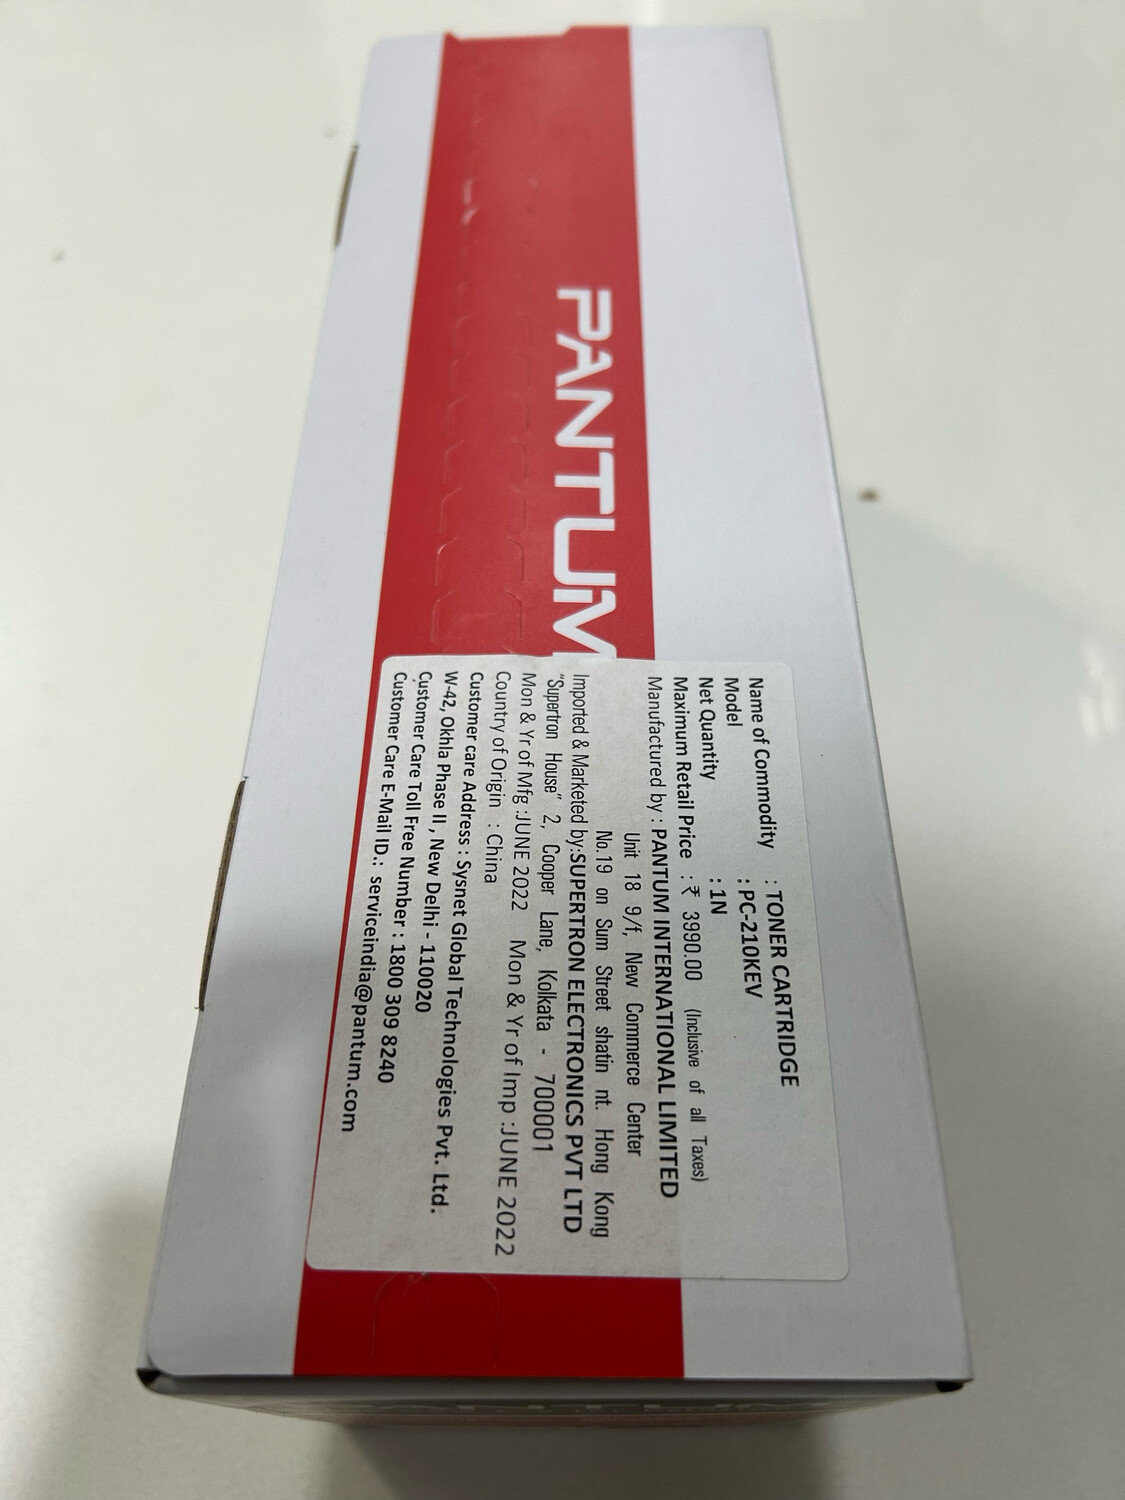 PANTUM
Name of Commodity : TONER CARTRIDGE
Model : PC-210KEV
Net Quantity : 1N
Maximum Retail Price : ₹ 3990.00 (Inclusive of all Taxes)
Manufactured by : PANTUM INTERNATIONAL LIMITED
Unit 18 9/f, New Commerce Center
No.19 on Sum Street shatin nt. Hong Kong
Imported & Marketed by:SUPERTRON ELECTRONICS PVT LTD
"Supertron House" 2, Cooper Lane, Kolkata - 700001
Mon & Yr of Mfg :JUNE 2022 Mon & Yr of Imp :JUNE 2022
Country of Origin : China
Customer care Address : Sysnet Global Technologies Pvt. Ltd.
W-42, Okhla Phase II , New Delhi - 110020
Customer Care Toll Free Number : 1800 309 8240
Customer Care E-Mail ID.: serviceindia@pantum.com